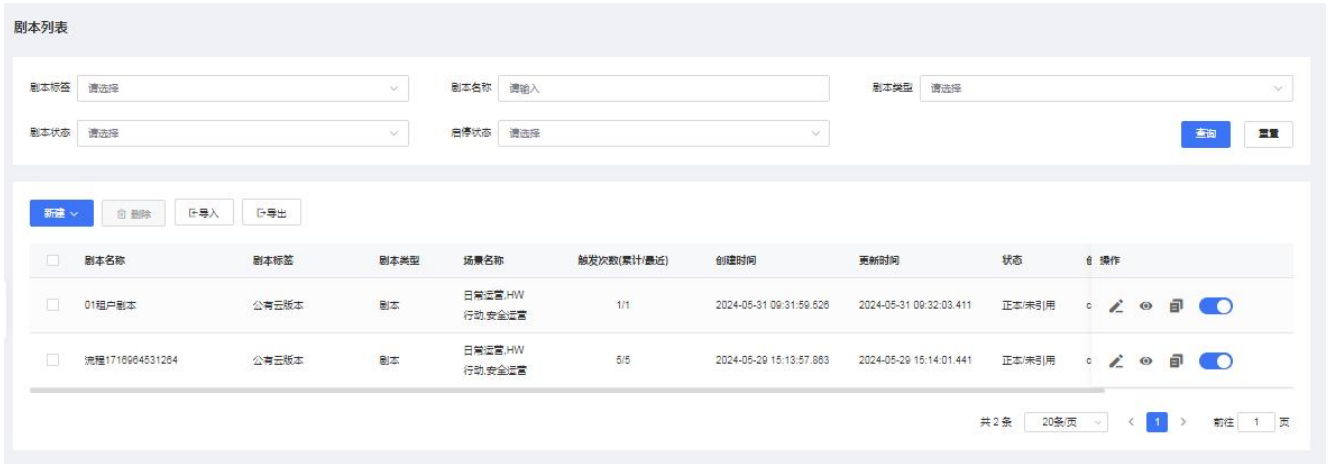 剧本列表
剧本标签 请选择 剧本名称 请输入 剧本类型 请选择
剧本状态 请选择 启停状态 请选择 查询 重置
新建 删除 导入 导出
剧本名称 剧本标签 剧本类型 场景名称 触发次数(累计/最近) 创建时间 更新时间 状态 操作
01租户剧本 公有云版本 剧本 日常运营,HW 1/1 2024-05-31 09:31:59.526 2024-05-31 09:32:03.411 正本/未引用
行动,安全运营
流程1716964531264 公有云版本 剧本 日常运营,HW 5/5 2024-05-29 15:13:57.863 2024-05-29 15:14:01.441 正本/未引用
行动,安全运营
共 2 条 20条/页 1 前往 1 页